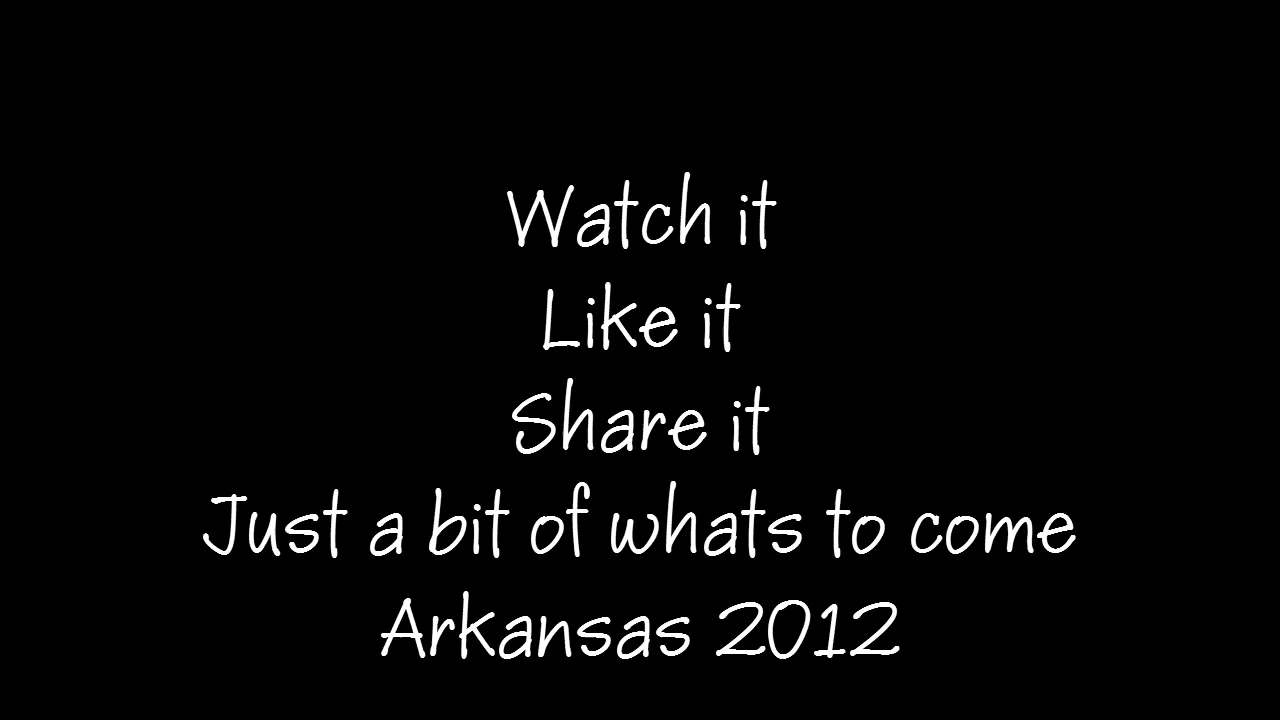 Watch it
Like it
Share it
Just a bit of whats to come
Arkansas 2012